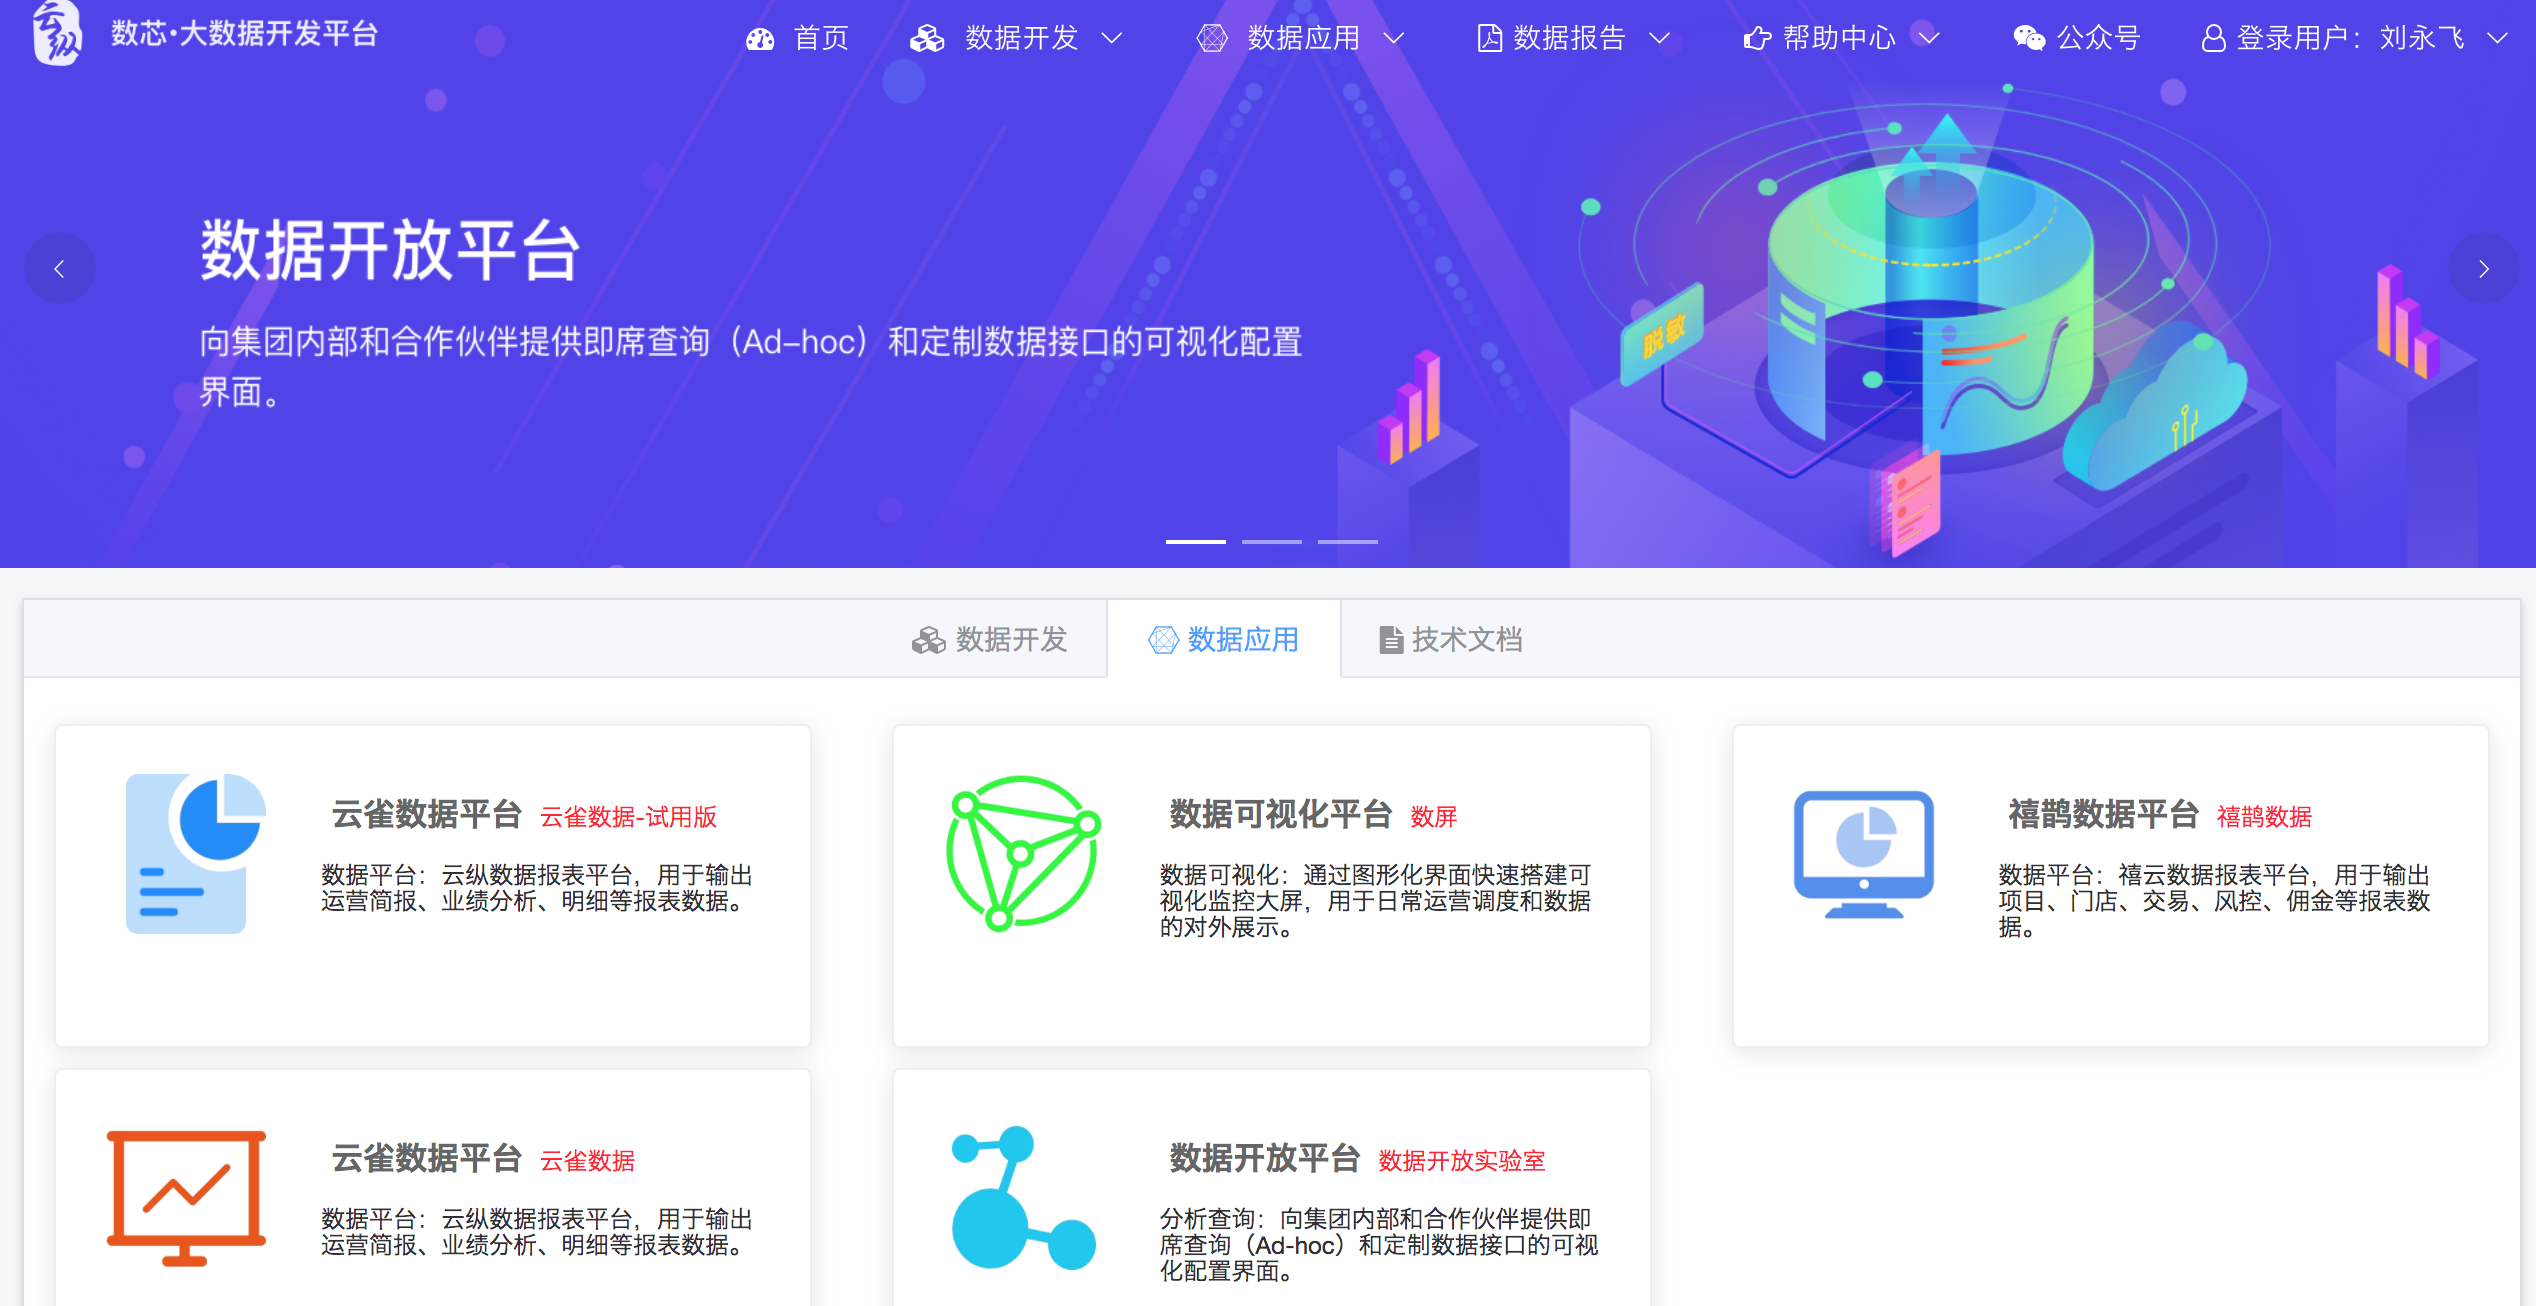 云纵
数芯·大数据开发平台
首页
数据开发
数据应用
数据报告
帮助中心
公众号
登录用户：刘永飞
数据开放平台
向集团内部和合作伙伴提供即席查询（Ad-hoc）和定制数据接口的可视化配置
界面。
脱敏
数据开发
数据应用
技术文档
云雀数据平台 云雀数据-试用版
数据平台：云纵数据报表平台，用于输出
运营简报、业绩分析、明细等报表数据。
数据可视化平台 数屏
数据可视化：通过图形化界面快速搭建可
视化监控大屏，用于日常运营调度和数据
的对外展示。
禧鹊数据平台 禧鹊数据
数据平台：禧云数据报表平台，用于输出
项目、门店、交易、风控、佣金等报表数
据。
云雀数据平台 云雀数据
数据平台：云纵数据报表平台，用于输出
运营简报、业绩分析、明细等报表数据。
数据开放平台 数据开放实验室
分析查询：向集团内部和合作伙伴提供即
席查询（Ad-hoc）和定制数据接口的可视
化配置界面。